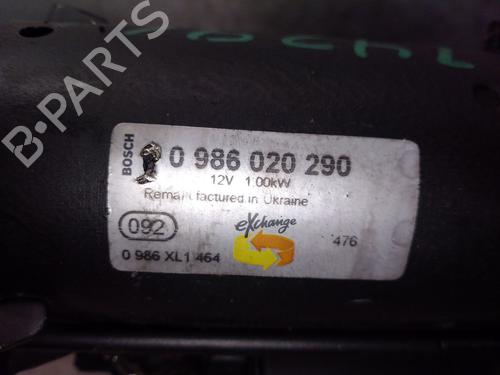 B-PARTS
BOSCH
0 986 020 290
12V 1.00kW
Remanufactured in Ukraine
092
eXchange
476
0 986 XL1 464